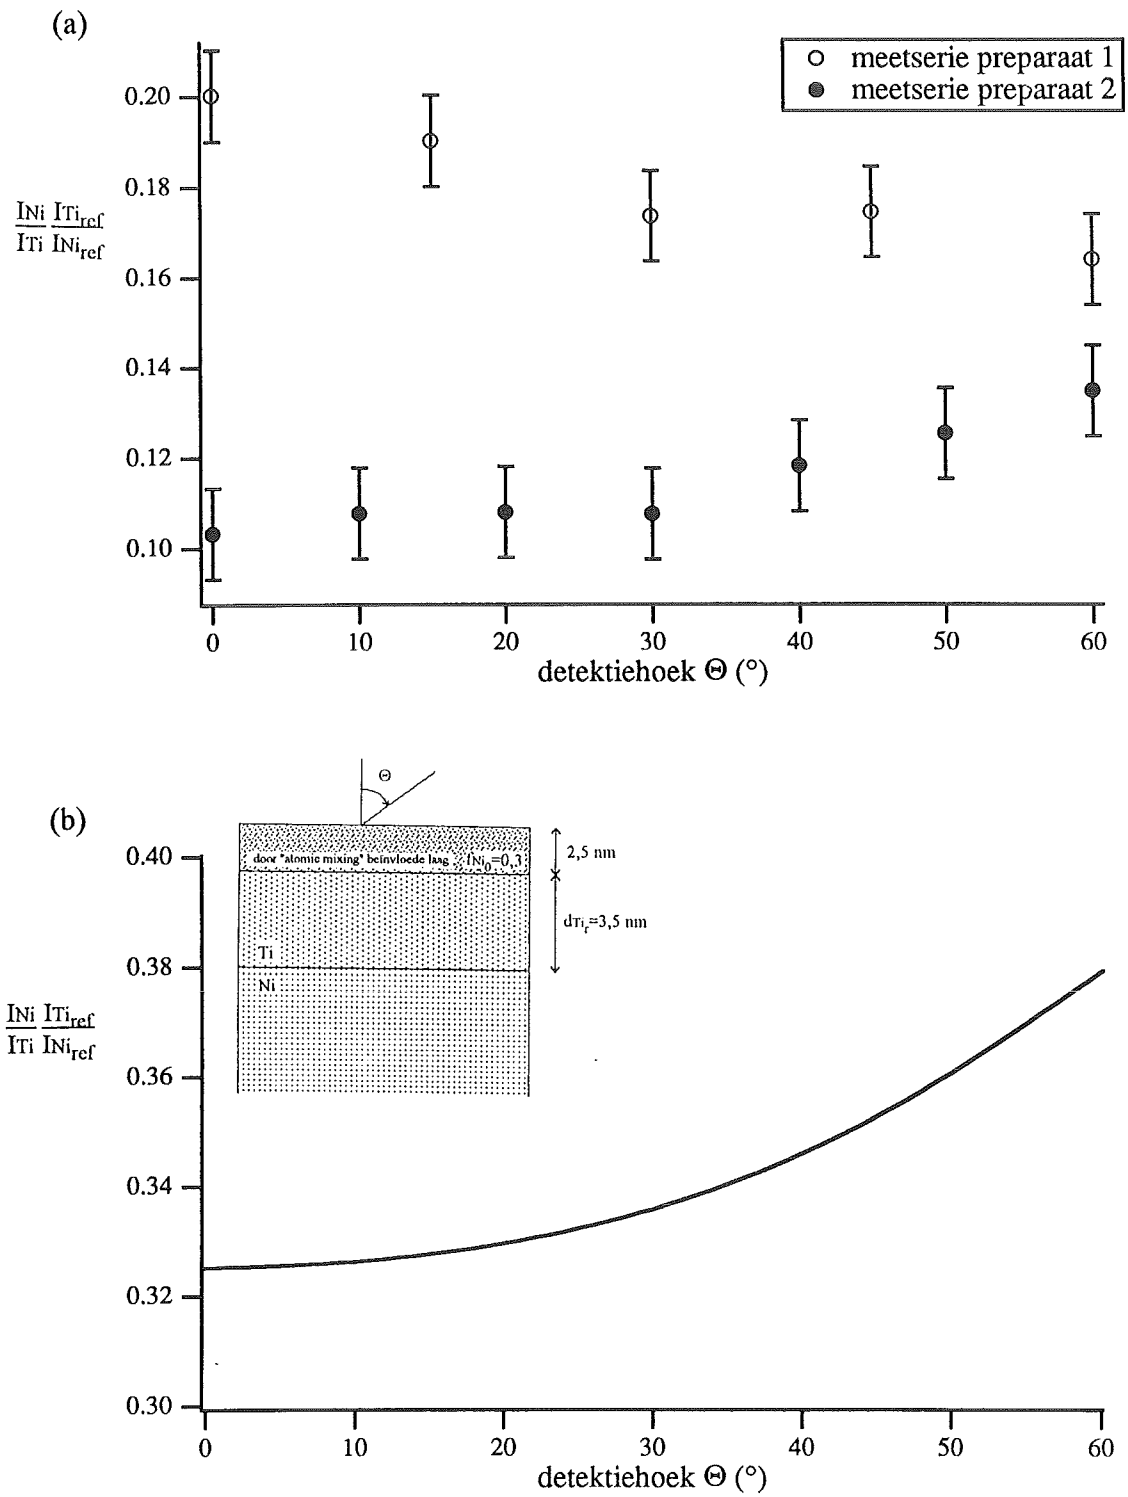 (a)
meetserie preparaat 1
meetserie preparaat 2
0.20
0.18
0.16
0.14
0.12
0.10
INi ITiref
ITi INiref
0 10 20 30 40 50 60
detektiehoek Θ (°)
(b)
Θ
door "atomic mixing" beïnvloede laag fNi0=0,3
2,5 nm
dTir=3,5 nm
Ti
Ni
0.40
0.38
0.36
0.34
0.32
0.30
INi ITiref
ITi INiref
0 10 20 30 40 50 60
detektiehoek Θ (°)